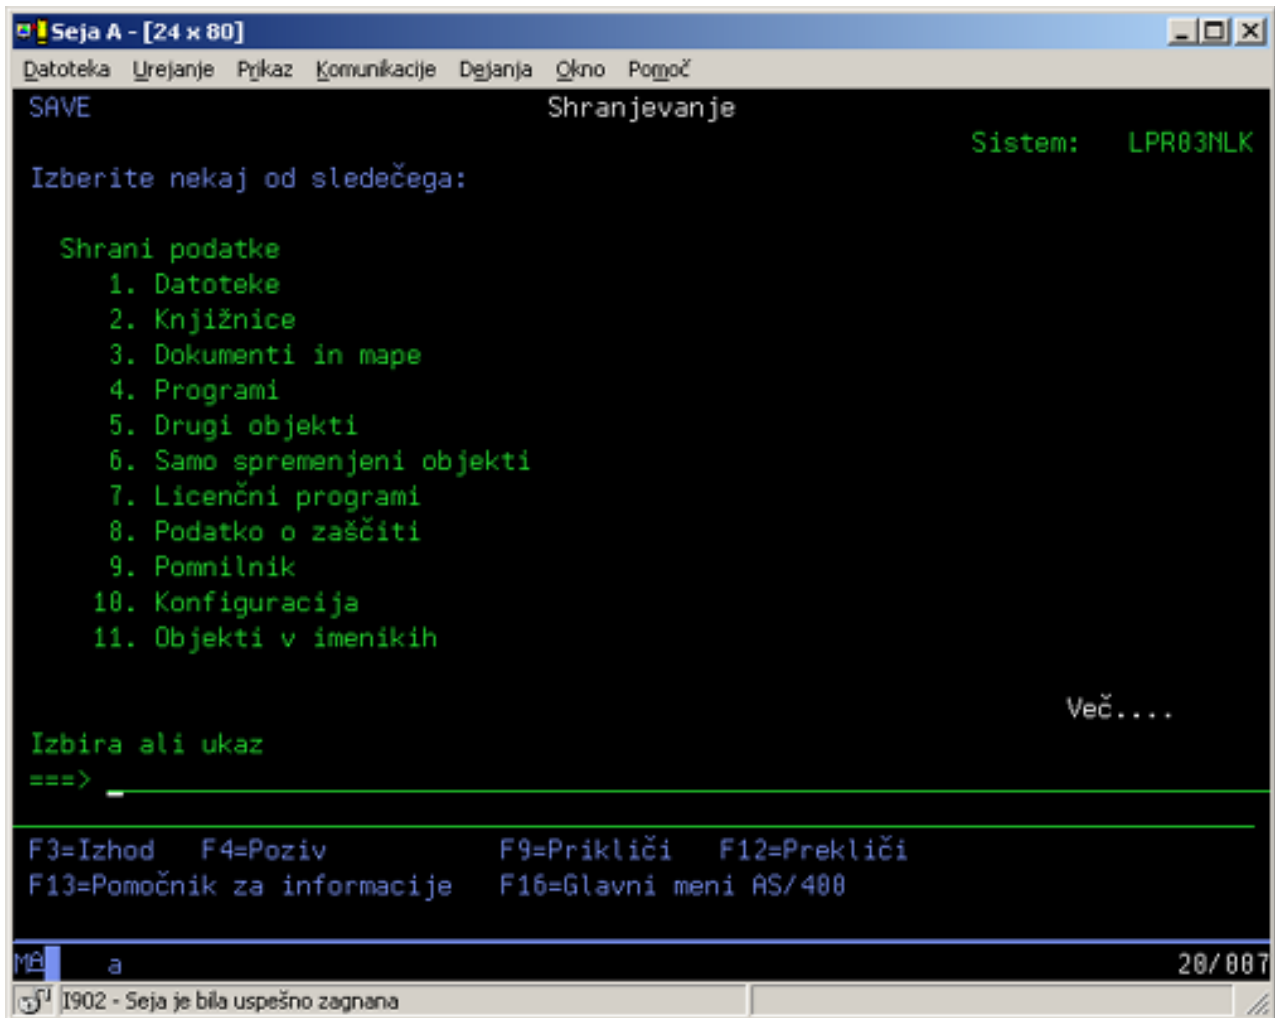 Seja A - [24 x 80]
Datoteka Urejanje Prikaz Komunikacije Dejanja Okno Pomoč
SAVE Shranjevanje
Sistem: LPR03NLK
Izberite nekaj od sledečega:
Shrani podatke
1. Datoteke
2. Knjižnice
3. Dokumenti in mape
4. Programi
5. Drugi objekti
6. Samo spremenjeni objekti
7. Licenčni programi
8. Podatko o zaščiti
9. Pomnilnik
10. Konfiguracija
11. Objekti v imenikih
Več....
Izbira ali ukaz
===>
F3=Izhod F4=Poziv F9=Prikliči F12=Prekliči
F13=Pomočnik za informacije F16=Glavni meni AS/400
MA a 20/007
I902 - Seja je bila uspešno zagnana